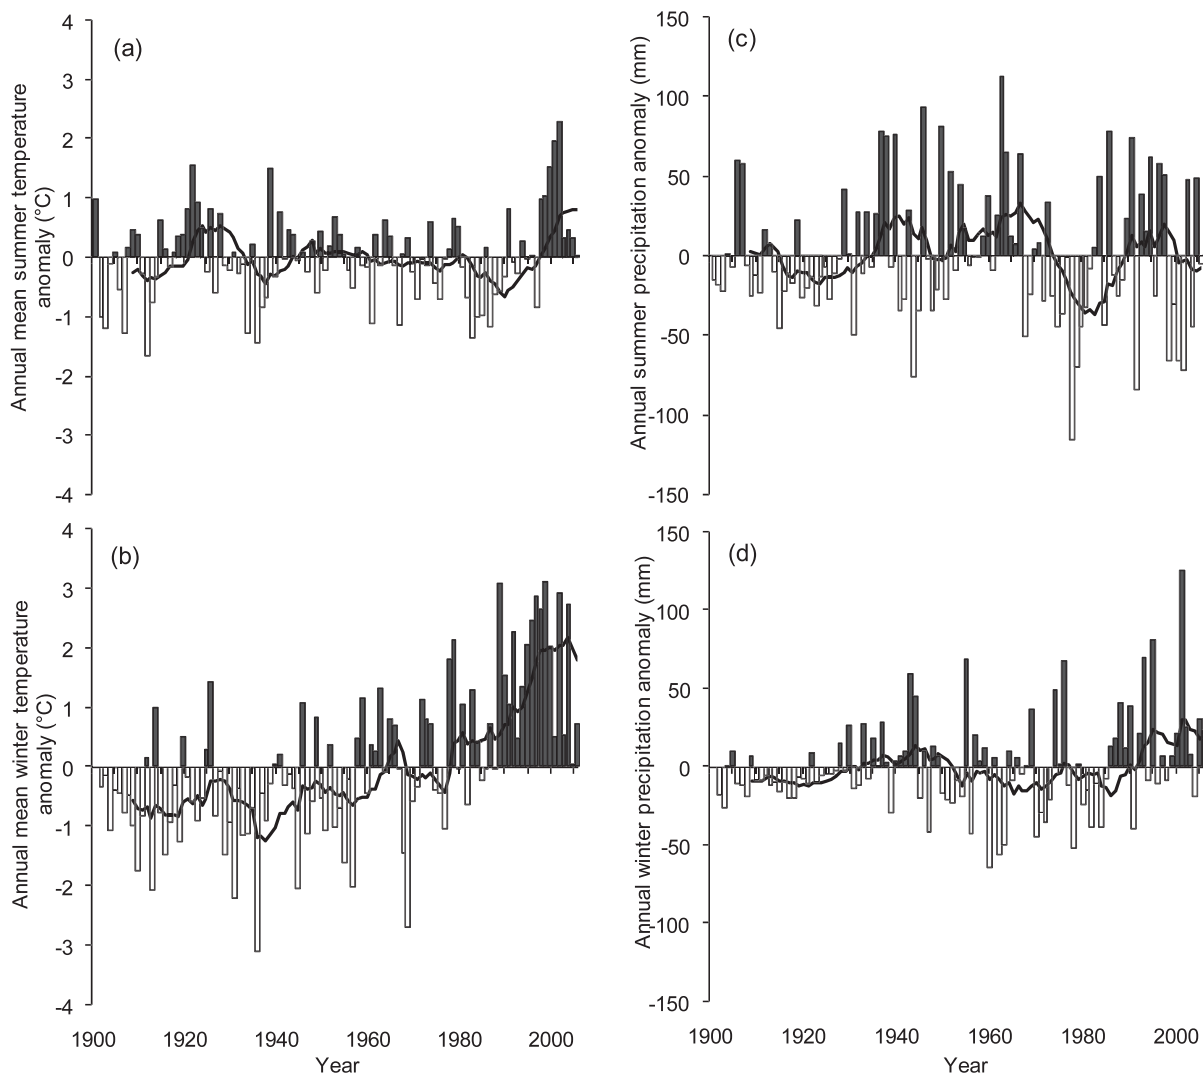 (a)
Annual mean summer temperature
anomaly (°C)
4
3
2
1
0
-1
-2
-3
-4
(c)
Annual summer precipitation anomaly (mm)
150
100
50
0
-50
-100
-150
(b)
Annual mean winter temperature
anomaly (°C)
4
3
2
1
0
-1
-2
-3
-4
1900 1920 1940 1960 1980 2000
Year
(d)
Annual winter precipitation anomaly (mm)
150
100
50
0
-50
-100
-150
1900 1920 1940 1960 1980 2000
Year